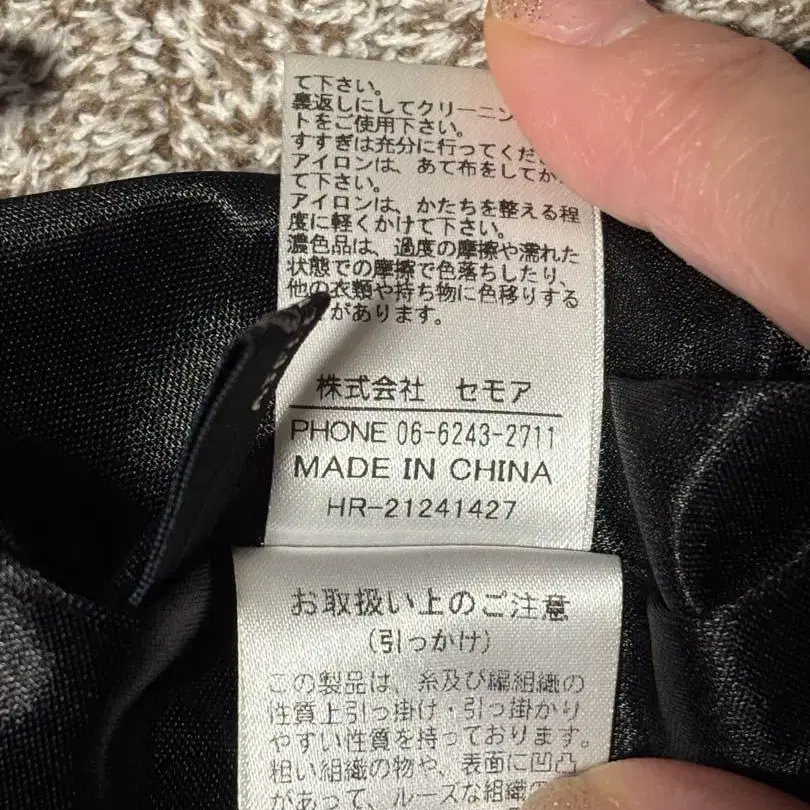 て下さい。
裏返しにしてクリーニン
トをご使用下さい。
すすぎは充分に行ってくだ
アイロンは、あて布をしてか
て下さい。
アイロンは、かたちを整える程
度に軽くかけて下さい。
濃色品は、過度の摩擦や濡れた
状態での摩擦で色落ちしたり、
他の衣類や持ち物に色移りする
があります。
株式会社 セモア
PHONE 06-6243-2711
MADE IN CHINA
HR-21241427
お取扱い上のご注意
(引っかけ)
この製品は、糸及び編組織の
性質上引っ掛け・引っ掛かり
やすい性質を持っております。
粗い組織の物や、表面に凹凸
があって、ルーズな組織の